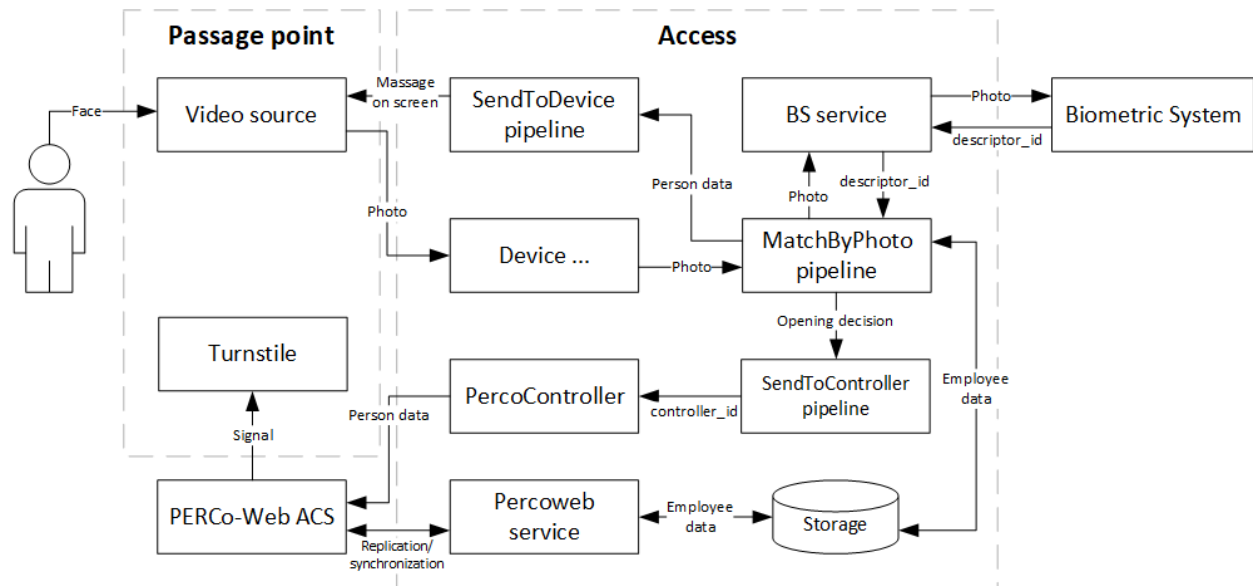 Passage point
Access
Face
Video source
Massage
on screen
SendToDevice
pipeline
BS service
Photo
descriptor_id
Biometric System
Person data
Photo
descriptor_id
Photo
Device ...
Photo
MatchByPhoto
pipeline
Opening decision
Turnstile
Person data
PercoController
controller_id
SendToController
pipeline
Employee
data
Signal
PERCo-Web ACS
Replication/
synchronization
Percoweb
service
Employee
data
Storage